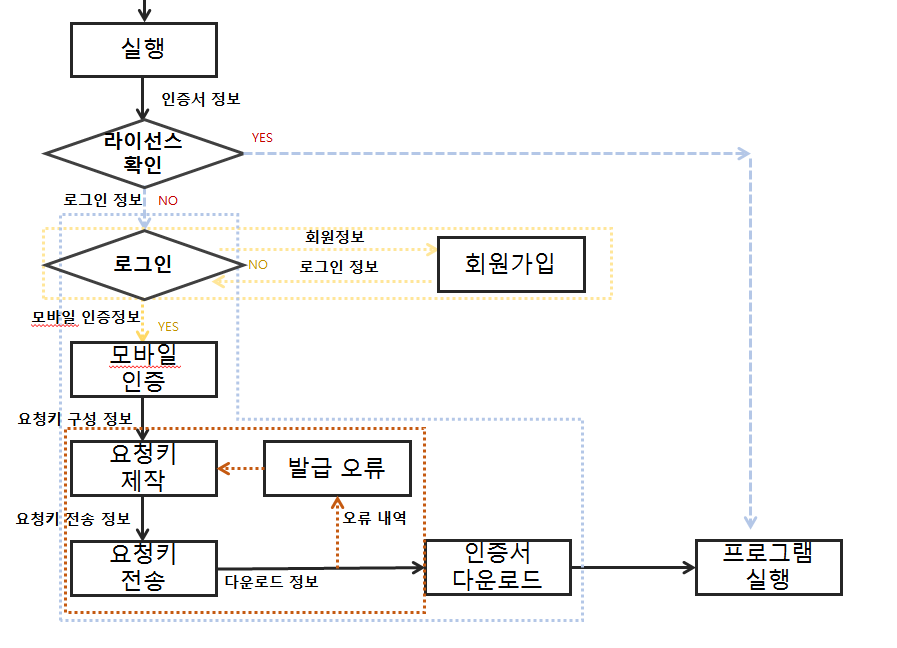 실행
인증서 정보
라이선스
확인
YES
로그인 정보
NO
회원정보
로그인
NO
로그인 정보
회원가입
모바일 인증정보
YES
모바일
인증
요청키 구성 정보
요청키
제작
발급 오류
요청키 전송 정보
오류 내역
요청키
전송
다운로드 정보
인증서
다운로드
프로그램
실행